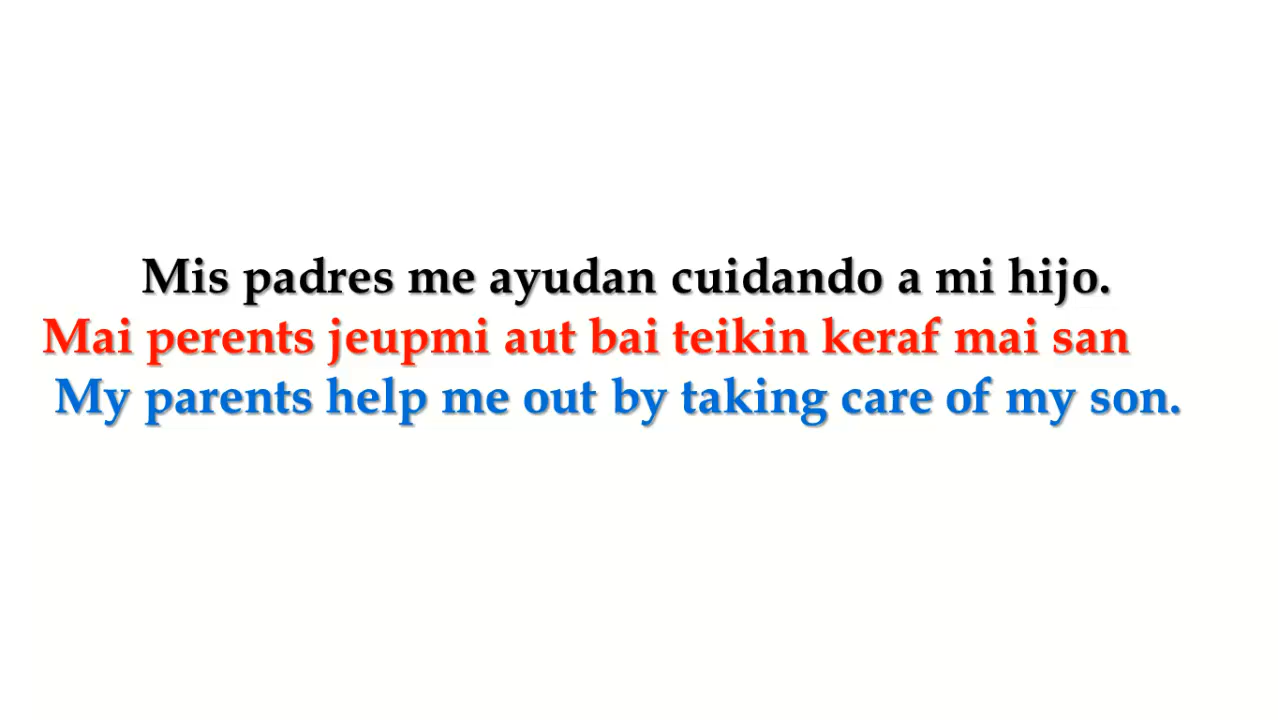 Mis padres me ayudan cuidando a mi hijo.
Mai perents jeupmi aut bai teikin keraf mai san
My parents help me out by taking care of my son.